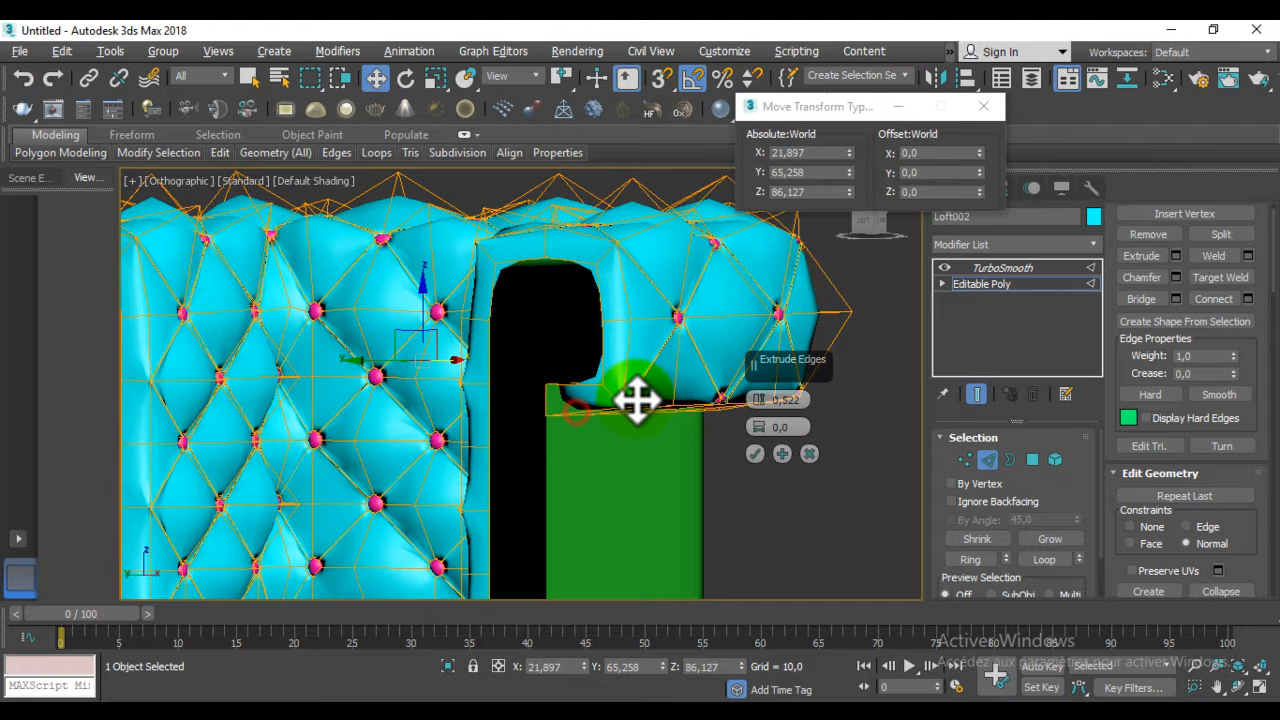 Untitled - Autodesk 3ds Max 2018
File Edit Tools Group Views Create Modifiers Animation Graph Editors Rendering Civil View Customize Scripting Content » Sign In Workspaces: Default
All View Create Selection Se
Modeling Freeform Selection Object Paint Populate
Polygon Modeling Modify Selection Edit Geometry (All) Edges Loops Tris Subdivision Align Properties
Move Transform Typ...
Absolute:World Offset:World
X: 21,897 X: 0,0
Y: 65,258 Y: 0,0
Z: 86,127 Z: 0,0
Scene E... View...
[+] [Orthographic] [Standard] [Default Shading]
Loft002
Modifier List
TurboSmooth
Editable Poly
Insert Vertex
Remove Split
Extrude Weld
Chamfer Target Weld
Bridge Connect
Create Shape From Selection
Edge Properties
Weight: 1,0
Crease: 0,0
Hard Smooth
Display Hard Edges
Edit Tri. Turn
Edit Geometry
Repeat Last
Constraints
None Edge
Face Normal
Preserve UVs
Create Collapse
Extrude Edges
0,522
0,0
Selection
By Vertex
Ignore Backfacing
By Angle: 45,0
Shrink Grow
Ring Loop
Preview Selection
Off SubObj Multi
z
y
x
z
y
< 0 / 100 >
0 5 10 15 20 25 30 35 40 45 50 55 60 65 70 75 80 85 90 95 100
Activer Windows
Accédez aux paramètres pour activer Windows.
MAXScript Mi
1 Object Selected
X: 21,897 Y: 65,258 Z: 86,127 Grid = 10,0
Add Time Tag
0
Auto Key Selected
Set Key Key Filters...